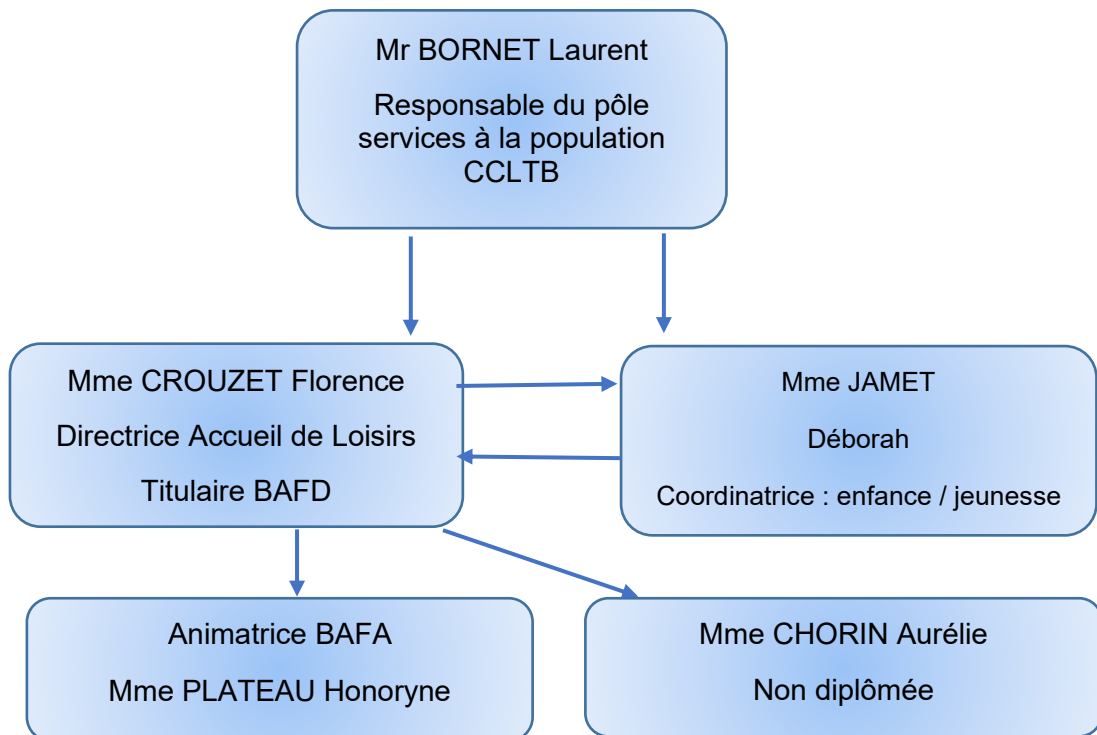 Mr BORNET Laurent
Responsable du pôle
services à la population
CCLTB
Mme CROUZET Florence
Directrice Accueil de Loisirs
Titulaire BAFD
Mme JAMET
Déborah
Coordinatrice : enfance / jeunesse
Animatrice BAFA
Mme PLATEAU Honoryne
Mme CHORIN Aurélie
Non diplômée